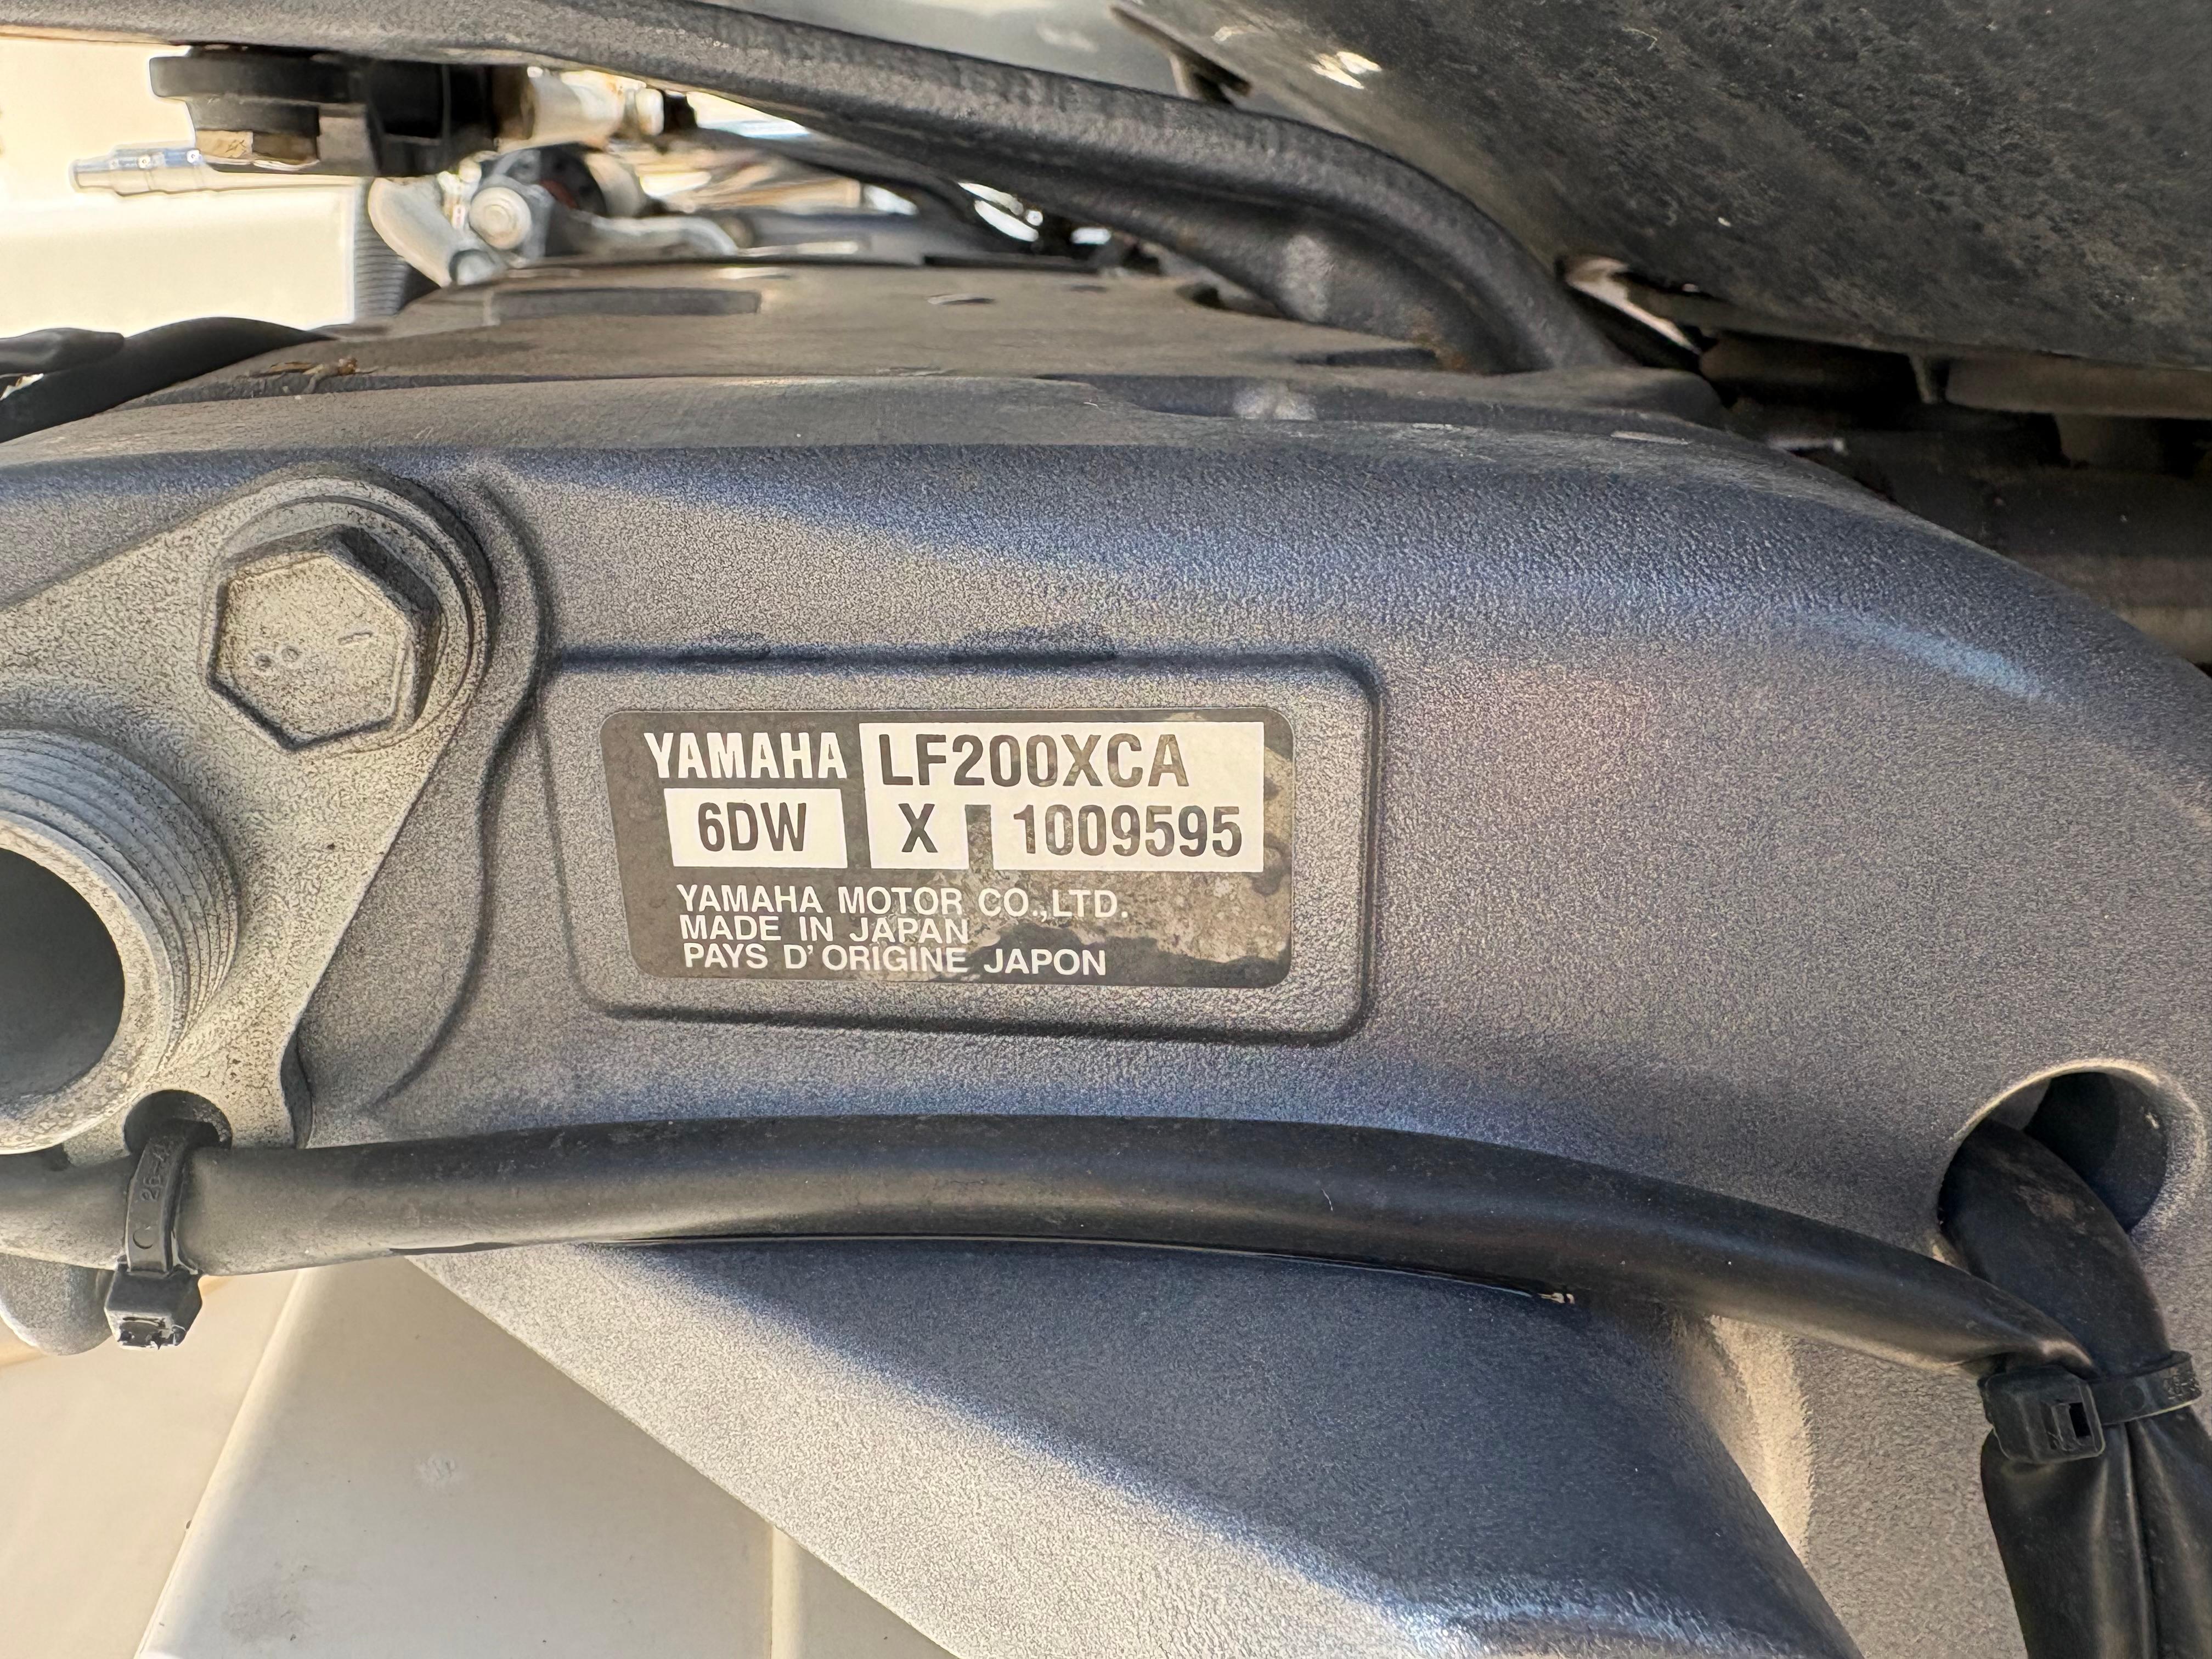 YAMAHA LF200XCA
6DW X 1009595
YAMAHA MOTOR CO.,LTD.
MADE IN JAPAN
PAYS D'ORIGINE JAPON